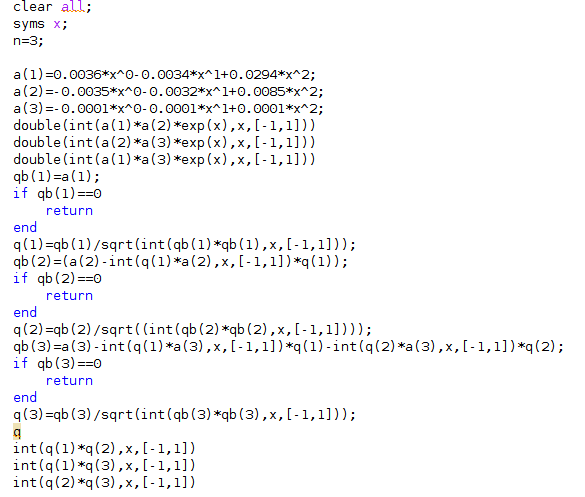 clear all;
syms x;
n=3;
a(1)=0.0036*x^0-0.0034*x^1+0.0294*x^2;
a(2)=-0.0035*x^0-0.0032*x^1+0.0085*x^2;
a(3)=-0.0001*x^0-0.0001*x^1+0.0001*x^2;
double(int(a(1)*a(2)*exp(x),x,[-1,1]))
double(int(a(2)*a(3)*exp(x),x,[-1,1]))
double(int(a(1)*a(3)*exp(x),x,[-1,1]))
qb(1)=a(1);
if qb(1)==0
    return
end
q(1)=qb(1)/sqrt(int(qb(1)*qb(1),x,[-1,1]));
qb(2)=(a(2)-int(q(1)*a(2),x,[-1,1])*q(1));
if qb(2)==0
    return
end
q(2)=qb(2)/sqrt((int(qb(2)*qb(2),x,[-1,1])));
qb(3)=a(3)-int(q(1)*a(3),x,[-1,1])*q(1)-int(q(2)*a(3),x,[-1,1])*q(2);
if qb(3)==0
    return
end
q(3)=qb(3)/sqrt(int(qb(3)*qb(3),x,[-1,1]));
q
int(q(1)*q(2),x,[-1,1])
int(q(1)*q(3),x,[-1,1])
int(q(2)*q(3),x,[-1,1])